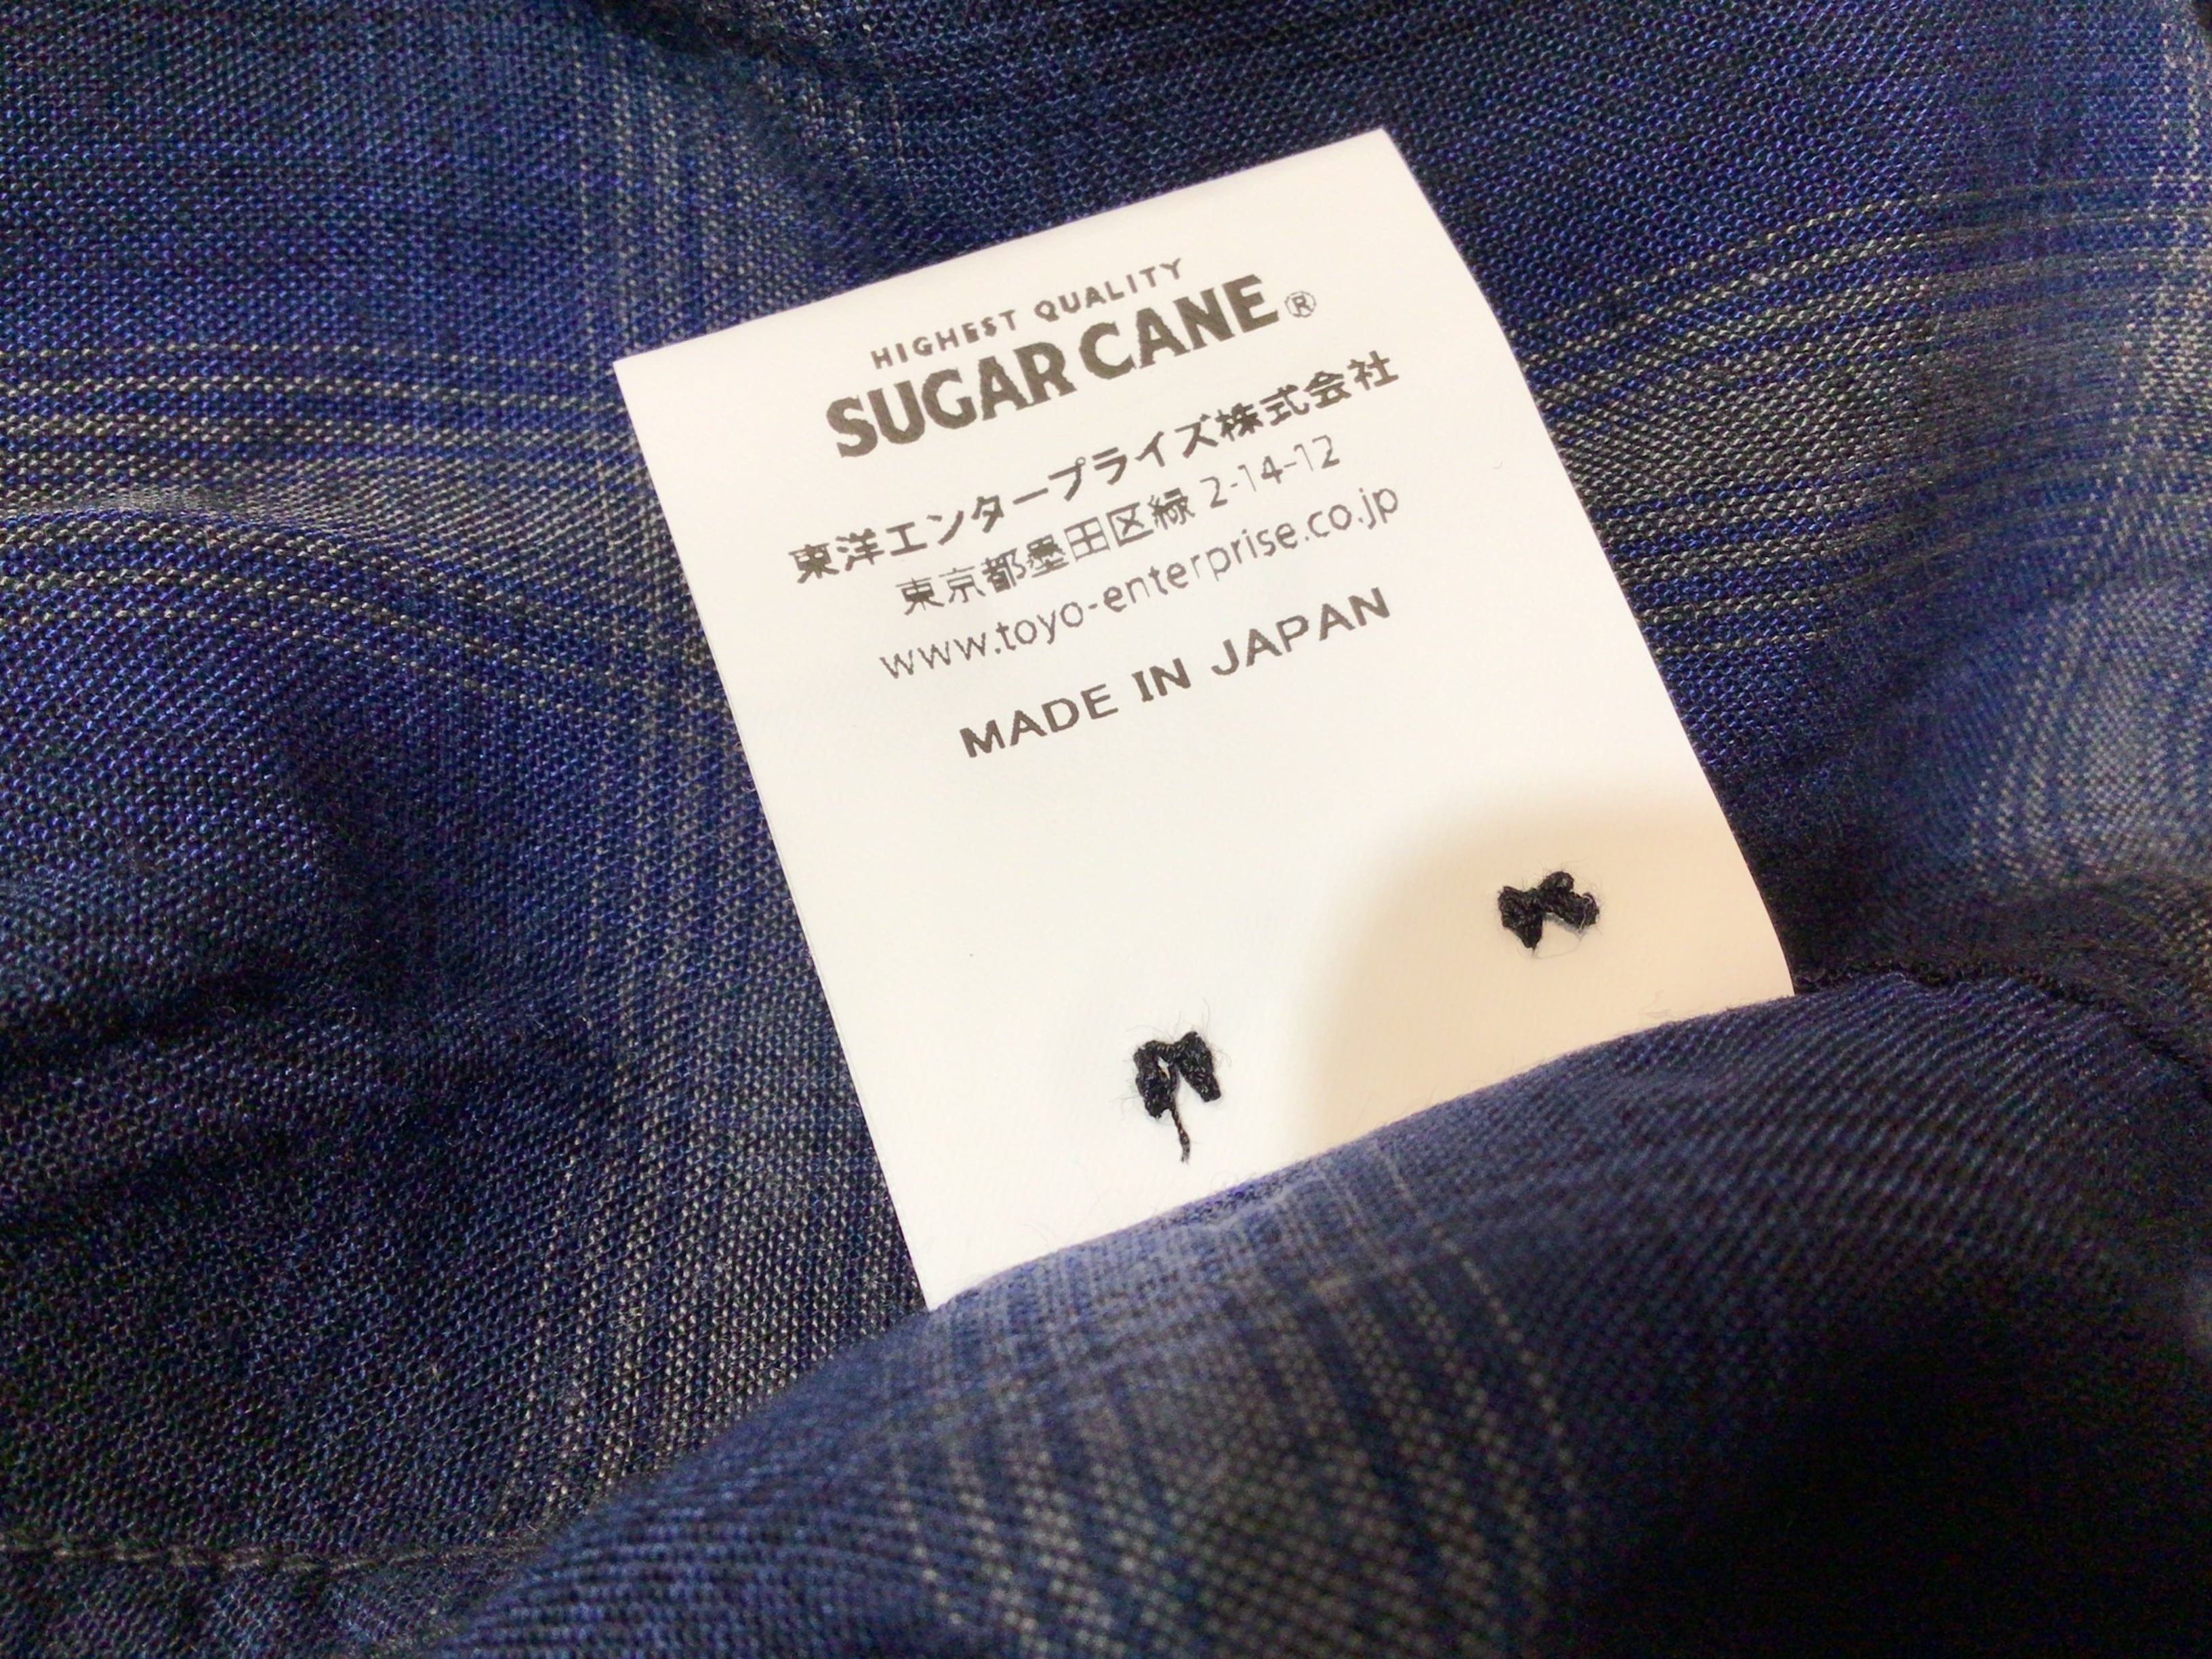 HIGHEST QUALITY
SUGAR CANE®
東洋エンタープライズ株式会社
東京都墨田区緑 2-14-12
www.toyo-enterprise.co.jp
MADE IN JAPAN